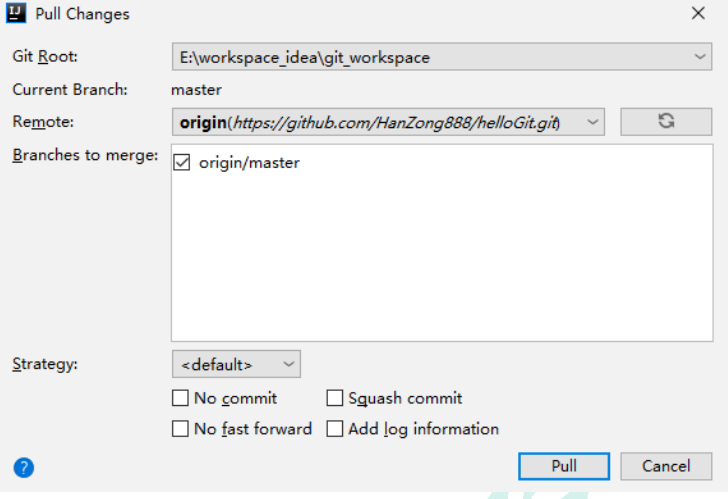 IJ Pull Changes
Git Root: E:\workspace_idea\git_workspace
Current Branch: master
Remote: origin(https://github.com/HanZong888/helloGit.git)
Branches to merge: origin/master
Strategy: <default>
No commit Squash commit
No fast forward Add log information
? Pull Cancel